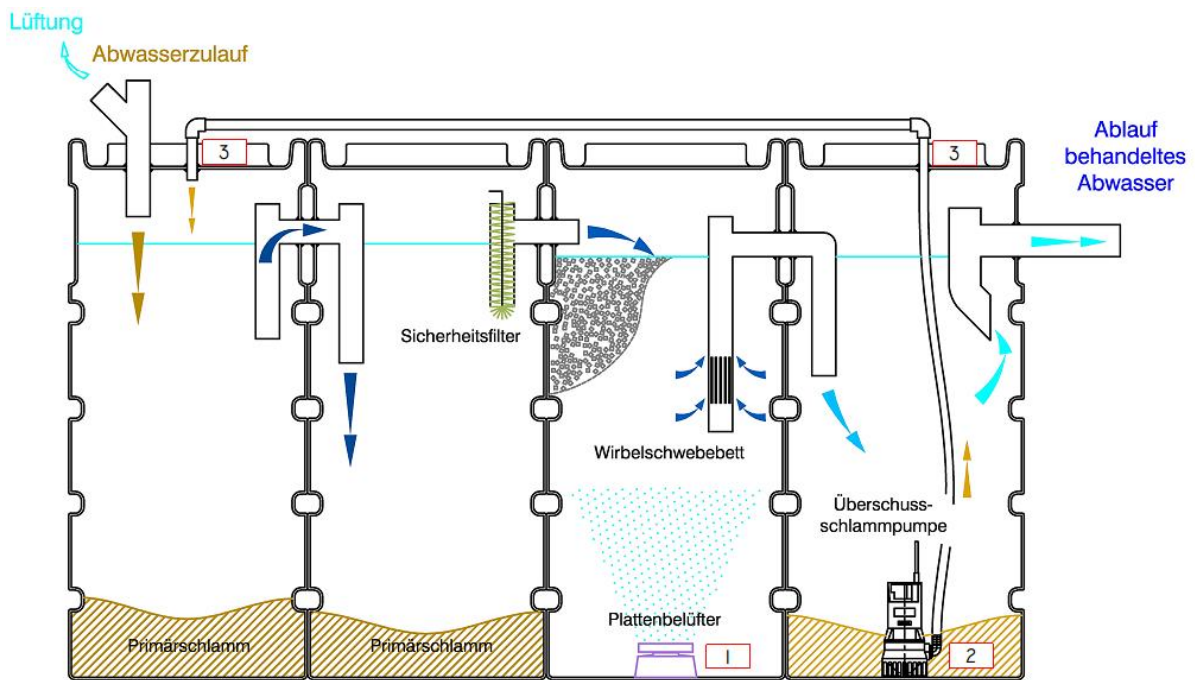 Lüftung
Abwasserzulauf
3
3
Ablauf
behandeltes
Abwasser
Sicherheitsfilter
Wirbelschwebebett
Überschuss-
schlammpumpe
Plattenbelüfter
Primärschlamm
Primärschlamm
1
2